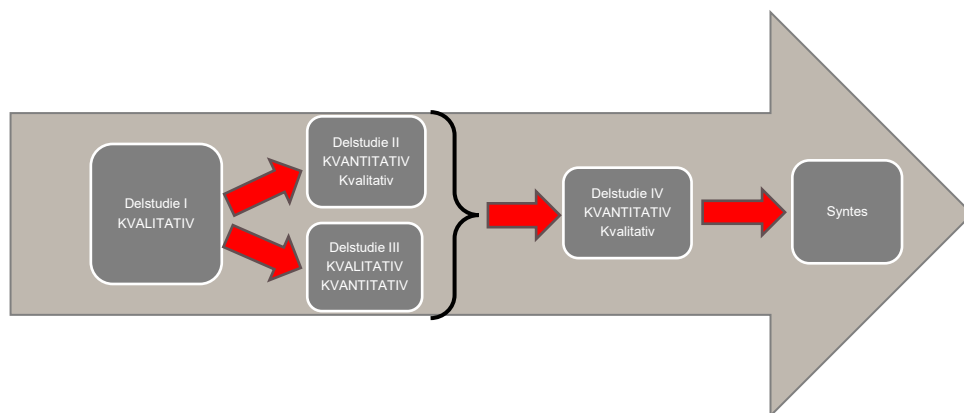 Delstudie I
KVALITATIV
Delstudie II
KVANTITATIV
Kvalitativ
Delstudie III
KVALITATIV
KVANTITATIV
Delstudie IV
KVANTITATIV
Kvalitativ
Syntes